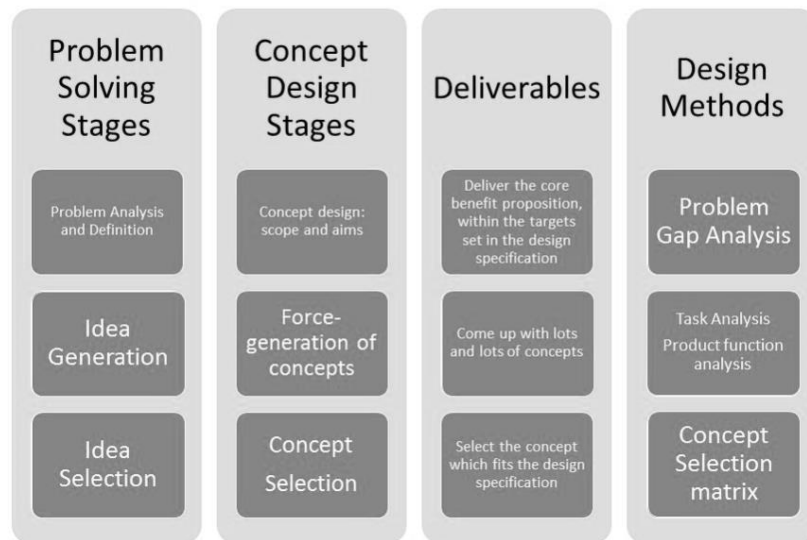 Problem
Solving
Stages
Problem Analysis
and Definition
Idea
Generation
Idea
Selection
Concept
Design
Stages
Concept design:
scope and aims
Force-
generation of
concepts
Concept
Selection
Deliverables
Deliver the core
benefit proposition,
within the targets
set in the design
specification
Come up with lots
and lots of concepts
Select the concept
which fits the design
specification
Design
Methods
Problem
Gap Analysis
Task Analysis
Product function
analysis
Concept
Selection
matrix